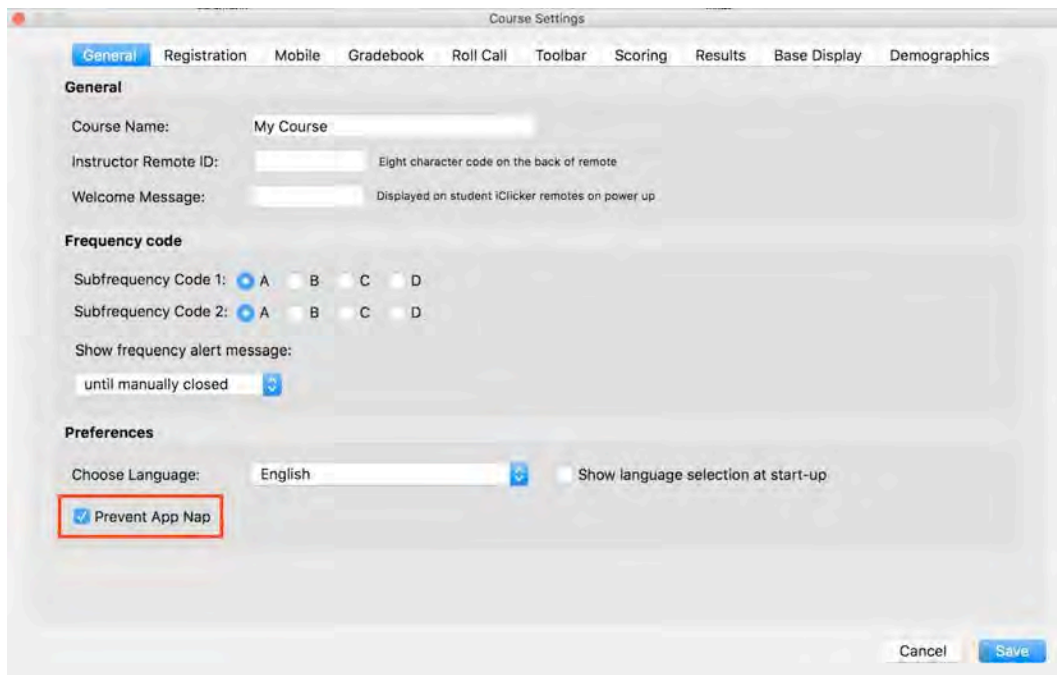 Course Settings
General Registration Mobile Gradebook Roll Call Toolbar Scoring Results Base Display Demographics
General
Course Name: My Course
Instructor Remote ID: Eight character code on the back of remote
Welcome Message: Displayed on student iClicker remotes on power up
Frequency code
Subfrequency Code 1: A B C D
Subfrequency Code 2: A B C D
Show frequency alert message:
until manually closed
Preferences
Choose Language: English Show language selection at start-up
Prevent App Nap
Cancel Save